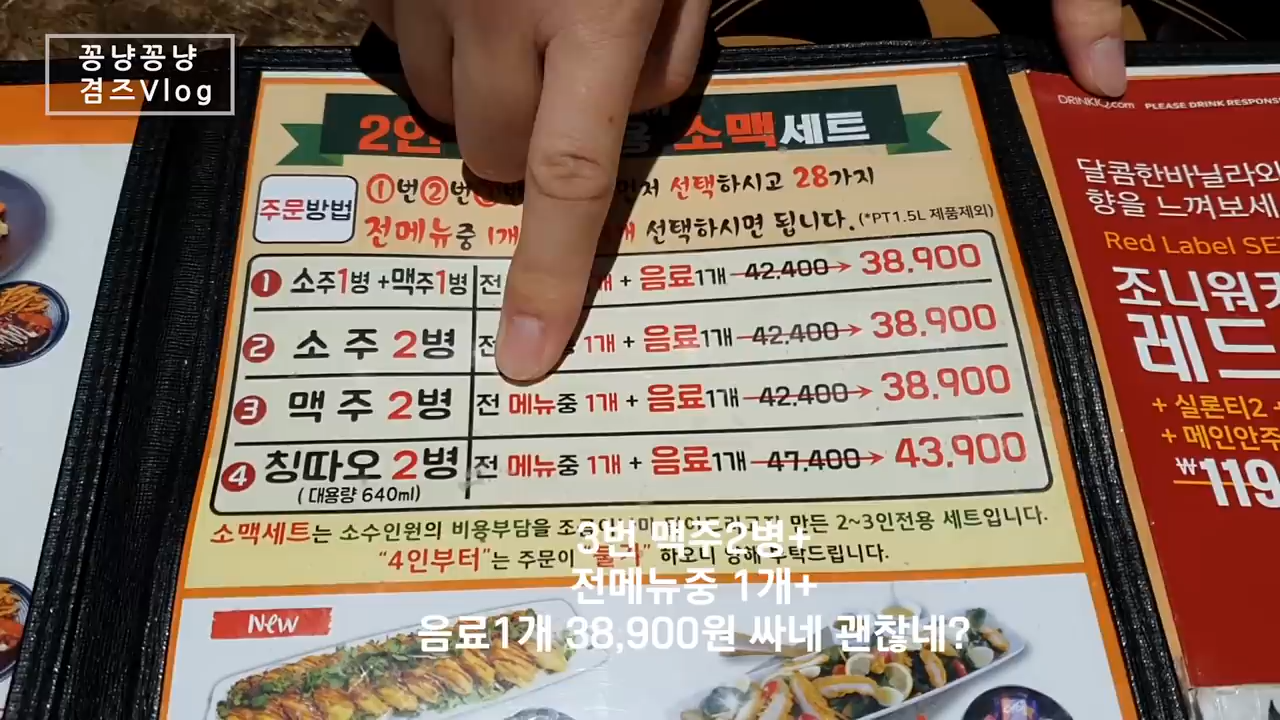 꽁냥꽁냥
겸즈Vlog
2인 소맥세트
주문방법
①번②번 선택하시고 28가지
전메뉴중 1개 선택하시면 됩니다.(*PT1.5L 제품제외)
① 소주1병 +맥주1병 전 + 음료1개 42,400 38.900
② 소주 2병 전 1개 + 음료1개 42,400 38.900
③ 맥주 2병 전 메뉴중 1개 + 음료1개 42,400 38.900
④ 칭따오 2병 전 메뉴중 1개 + 음료1개 47,400 43.900
( 대용량 640ml)
소맥세트는 소수인원의 비용부담을 만든 2~3인전용 세트입니다.
"4인부터"는 주문이 하오니 양해 부탁드립니다.
New
3번 맥주2병+
전메뉴중 1개+
음료1개 38,900원 싸네 괜찮네?
DRINKIQ.com PLEASE DRINK
달콤한바닐라와
향을 느껴보세
Red Label SE
조니워
레드
+ 실론티2
+ 메인안주
₩119